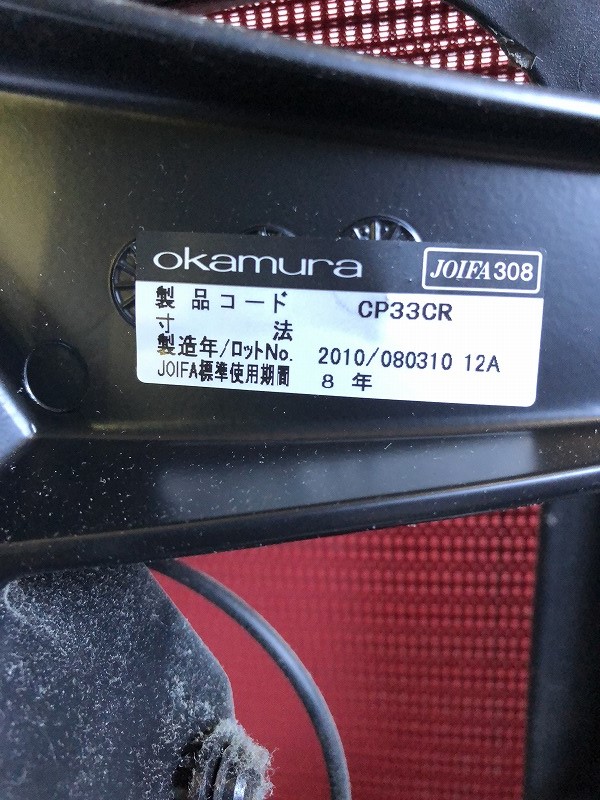 okamura JOIFA308
製品コード CP33CR
寸法
製造年/ロットNo. 2010/080310 12A
JOIFA標準使用期間 8 年